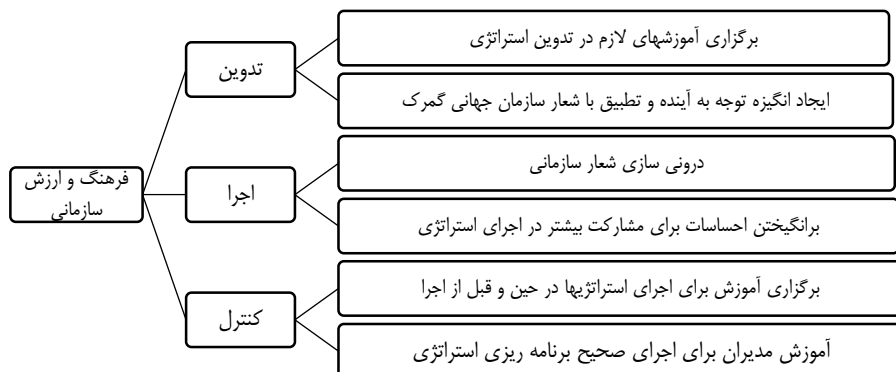 فرهنگ و ارزش
سازمانی
تدوین
برگزاری آموزشهای لازم در تدوین استراتژی
ایجاد انگیزه توجه به آینده و تطبیق با شعار سازمان جهانی گمرک
اجرا
درونی سازی شعار سازمانی
برانگیختن احساسات برای مشارکت بیشتر در اجرای استراتژی
کنترل
برگزاری آموزش برای اجرای استراتژیها در حین و قبل از اجرا
آموزش مدیران برای اجرای صحیح برنامه ریزی استراتژی